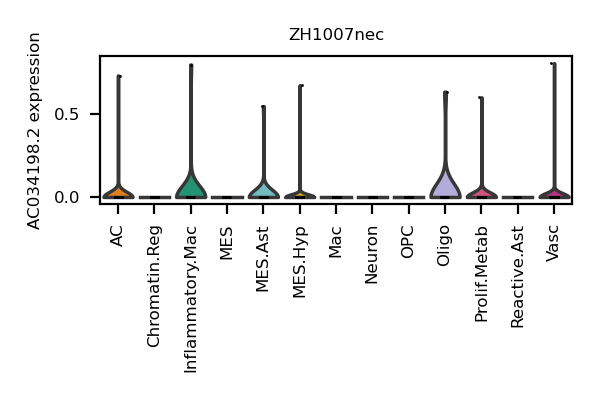 ZH1007nec
AC034198.2 expression
0.5
0.0
AC
Chromatin.Reg
Inflammatory.Mac
MES
MES.Ast
MES.Hyp
Mac
Neuron
OPC
Oligo
Prolif.Metab
Reactive.Ast
Vasc